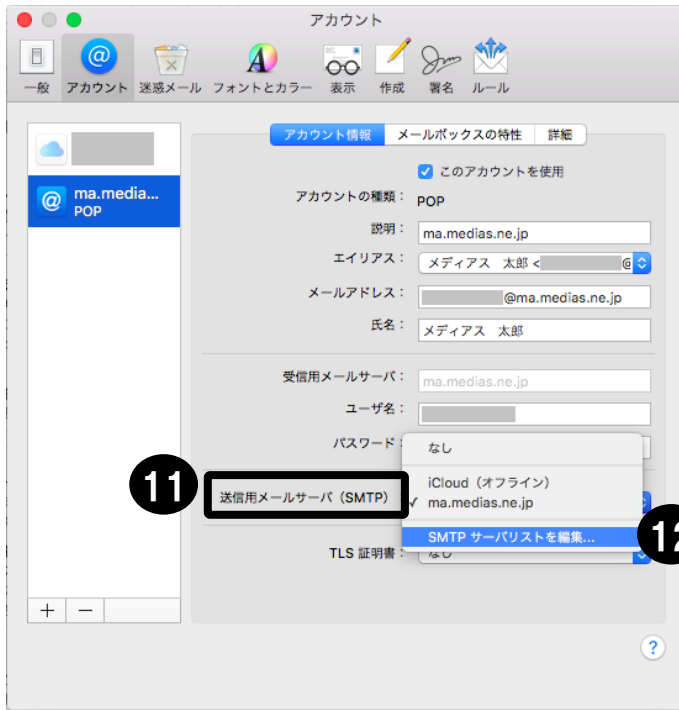 アカウント
一般 アカウント 迷惑メール フォントとカラー 表示 作成 署名 ルール
アカウント情報 メールボックスの特性 詳細
ma.media...
POP
このアカウントを使用
アカウントの種類： POP
説明： ma.medias.ne.jp
エイリアス： メディアス 太郎 <
メールアドレス： @ma.medias.ne.jp
氏名： メディアス 太郎
受信用メールサーバ： ma.medias.ne.jp
ユーザ名：
パスワード：
なし
iCloud（オフライン）
11 送信用メールサーバ（SMTP） ✓ ma.medias.ne.jp
SMTP サーバリストを編集... 12
TLS 証明書： なし
+ −
?